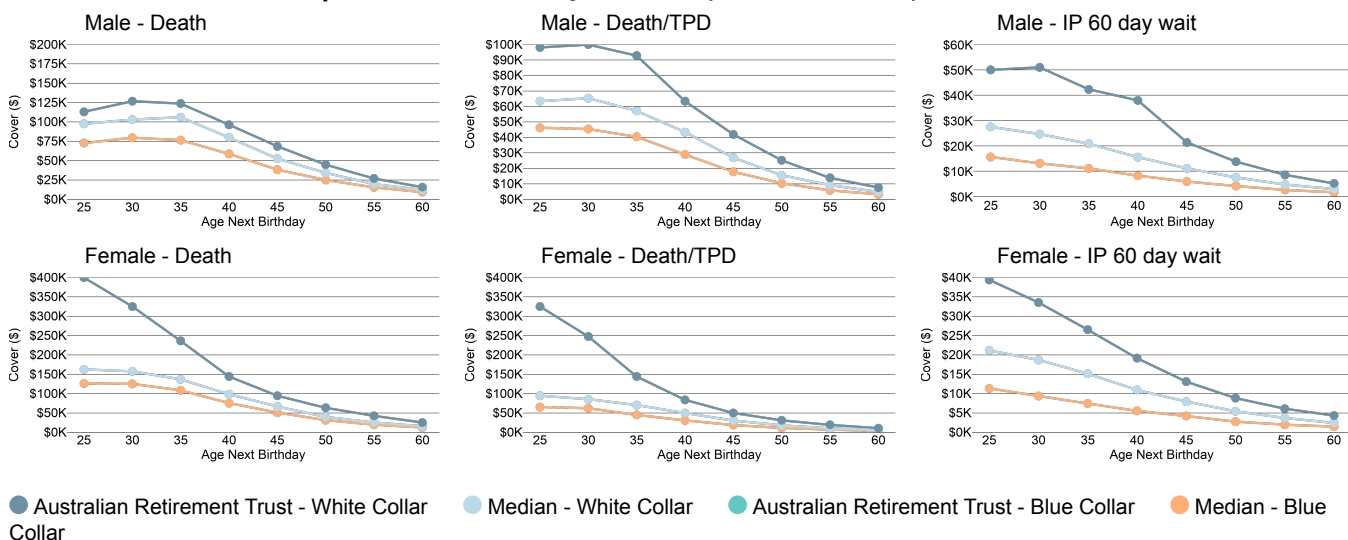 Male - Death
$200K
$175K
$150K
$125K
$100K
$75K
$50K
$25K
$0K
Cover ($)
25 30 35 40 45 50 55 60
Age Next Birthday
Male - Death/TPD
$100K
$90K
$80K
$70K
$60K
$50K
$40K
$30K
$20K
$10K
$0K
Cover ($)
25 30 35 40 45 50 55 60
Age Next Birthday
Male - IP 60 day wait
$60K
$50K
$40K
$30K
$20K
$10K
$0K
Cover ($)
25 30 35 40 45 50 55 60
Age Next Birthday
Female - Death
$400K
$350K
$300K
$250K
$200K
$150K
$100K
$50K
$0K
Cover ($)
25 30 35 40 45 50 55 60
Age Next Birthday
Female - Death/TPD
$400K
$350K
$300K
$250K
$200K
$150K
$100K
$50K
$0K
Cover ($)
25 30 35 40 45 50 55 60
Age Next Birthday
Female - IP 60 day wait
$40K
$35K
$30K
$25K
$20K
$15K
$10K
$5K
$0K
Cover ($)
25 30 35 40 45 50 55 60
Age Next Birthday
Australian Retirement Trust - White Collar Median - White Collar Australian Retirement Trust - Blue Collar Median - Blue
Collar